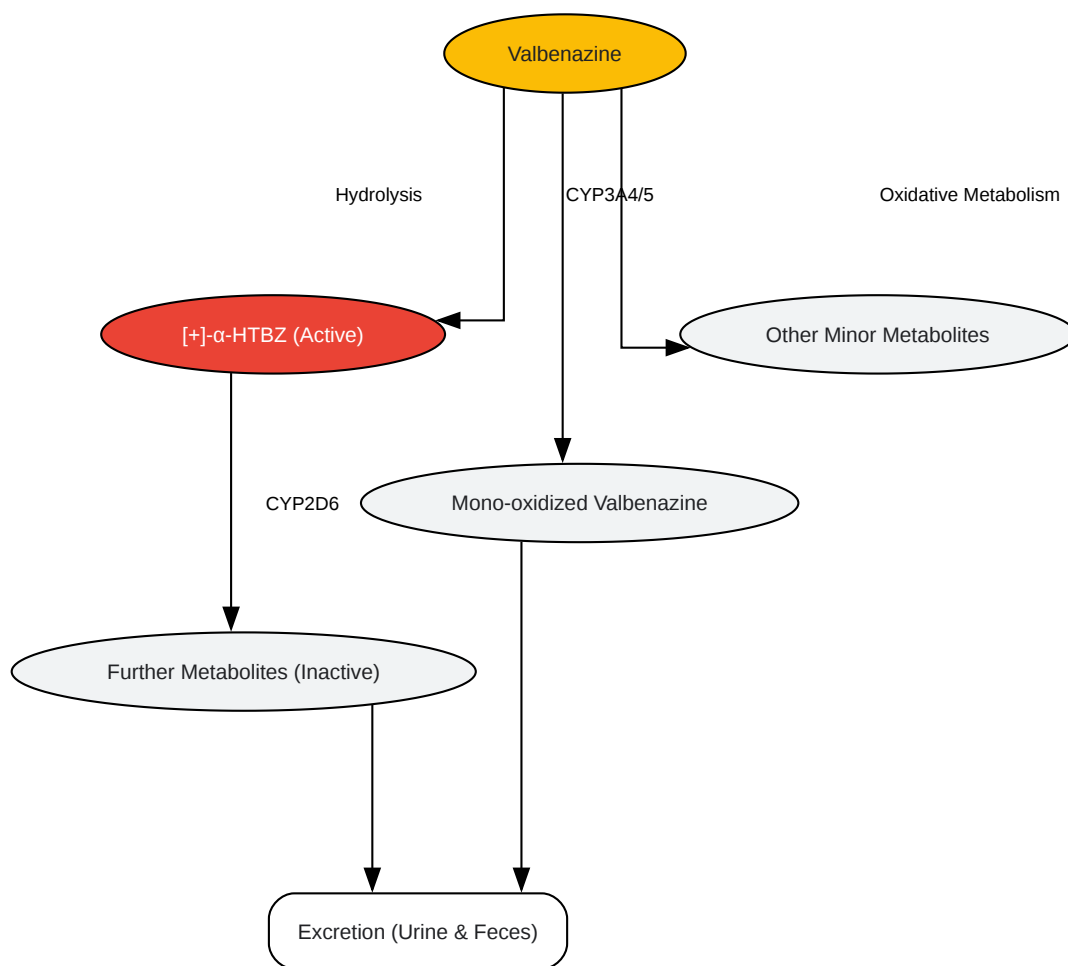 Valbenazine
Hydrolysis
CYP3A4/5
Oxidative Metabolism
[+]-α-HTBZ (Active)
Other Minor Metabolites
CYP2D6
Mono-oxidized Valbenazine
Further Metabolites (Inactive)
Excretion (Urine & Feces)